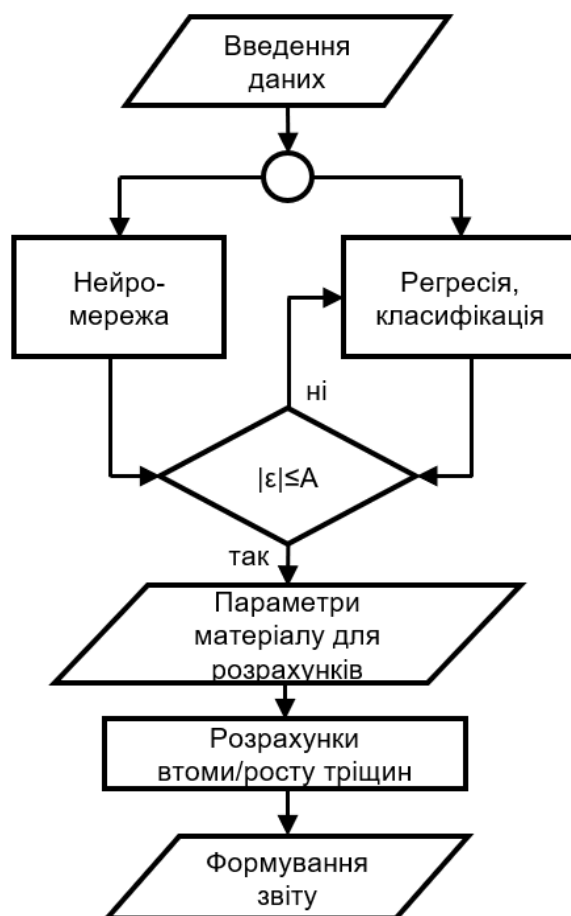 Введення
даних
Нейро-
мережа
Регресія,
класифікація
ні
|ε|≤A
так
Параметри
матеріалу для
розрахунків
Розрахунки
втоми/росту тріщин
Формування
звіту